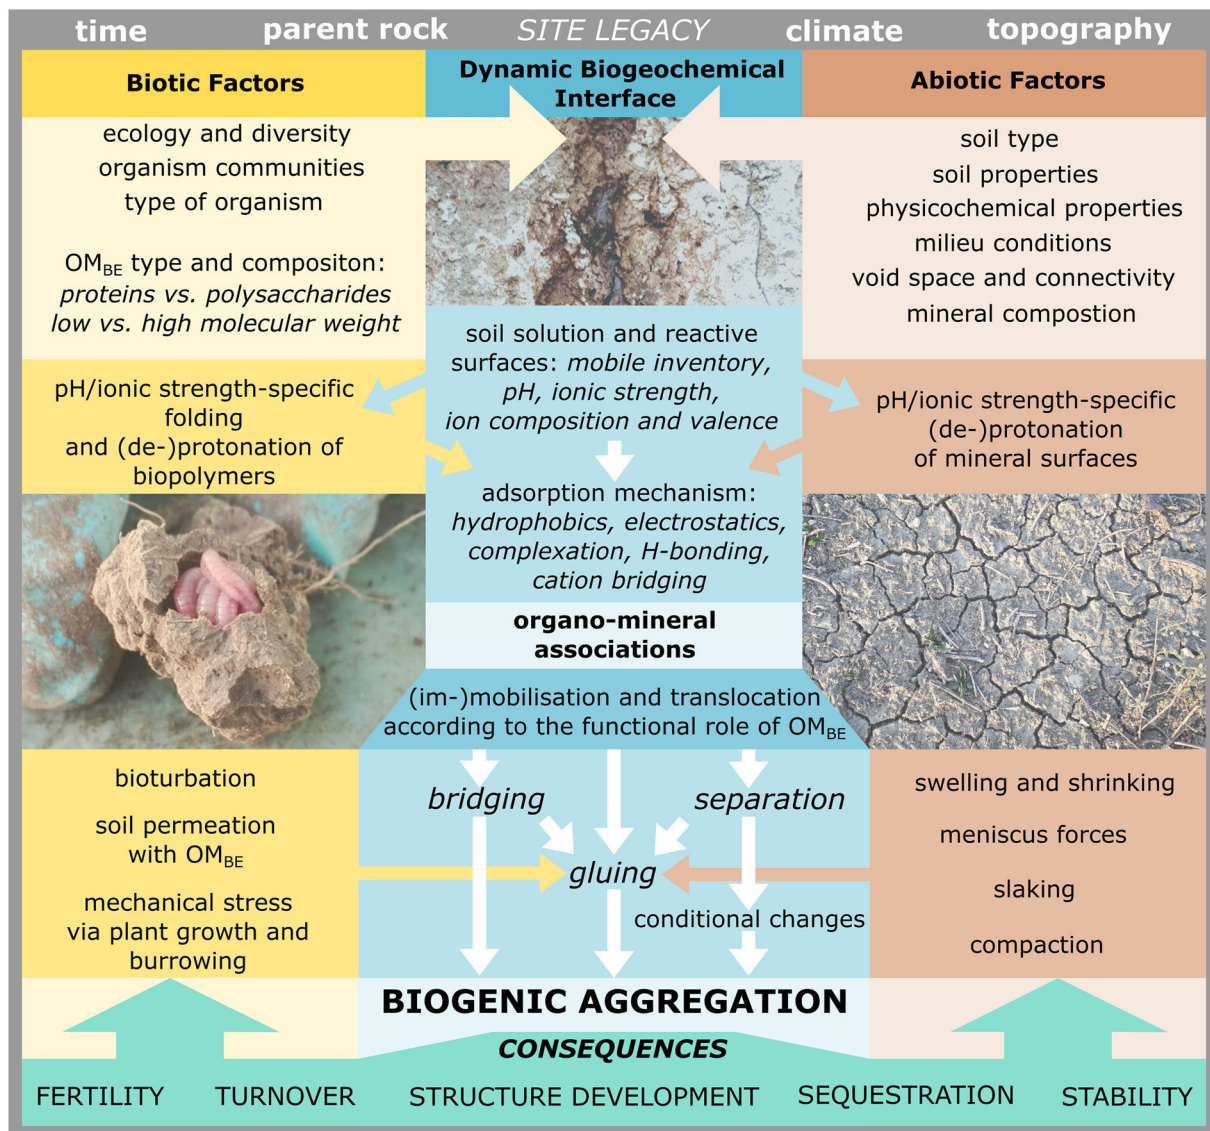 time parent rock SITE LEGACY climate topography
Biotic Factors
ecology and diversity
organism communities
type of organism
OM_BE type and compositon:
proteins vs. polysaccharides
low vs. high molecular weight
pH/ionic strength-specific
folding
and (de-)protonation of
biopolymers
bioturbation
soil permeation
with OM_BE
mechanical stress
via plant growth and
burrowing
Dynamic Biogeochemical
Interface
soil solution and reactive
surfaces: mobile inventory,
pH, ionic strength,
ion composition and valence
adsorption mechanism:
hydrophobics, electrostatics,
complexation, H-bonding,
cation bridging
organo-mineral
associations
(im-)mobilisation and translocation
according to the functional role of OM_BE
bridging
separation
gluing
conditional changes
Abiotic Factors
soil type
soil properties
physicochemical properties
milieu conditions
void space and connectivity
mineral compostion
pH/ionic strength-specific
(de-)protonation
of mineral surfaces
swelling and shrinking
meniscus forces
slaking
compaction
BIOGENIC AGGREGATION
CONSEQUENCES
FERTILITY TURNOVER STRUCTURE DEVELOPMENT SEQUESTRATION STABILITY